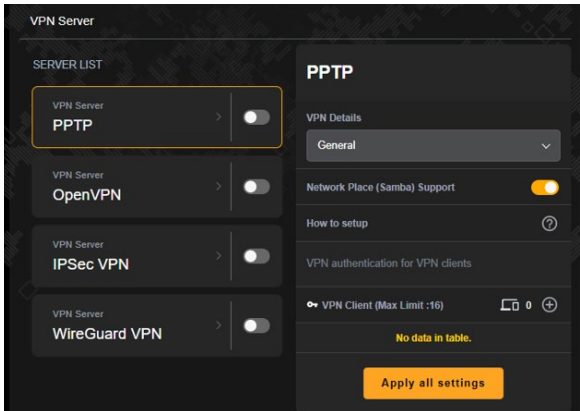 VPN Server
SERVER LIST
VPN Server
PPTP
VPN Server
OpenVPN
VPN Server
IPSec VPN
VPN Server
WireGuard VPN
PPTP
VPN Details
General
Network Place (Samba) Support
How to setup
VPN authentication for VPN clients
VPN Client (Max Limit :16) 0
No data in table.
Apply all settings